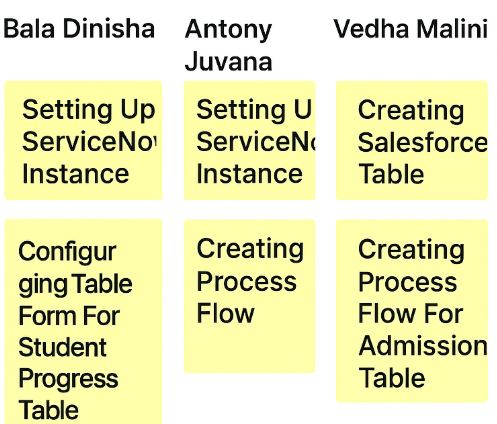 Bala Dinisha
Antony
Juvana
Vedha Malini
Setting Up
ServiceNo
Instance
Setting U
ServiceN
Instance
Creating
Salesforce
Table
Configur
ging Table
Form For
Student
Progress
Table
Creating
Process
Flow
Creating
Process
Flow For
Admission
Table